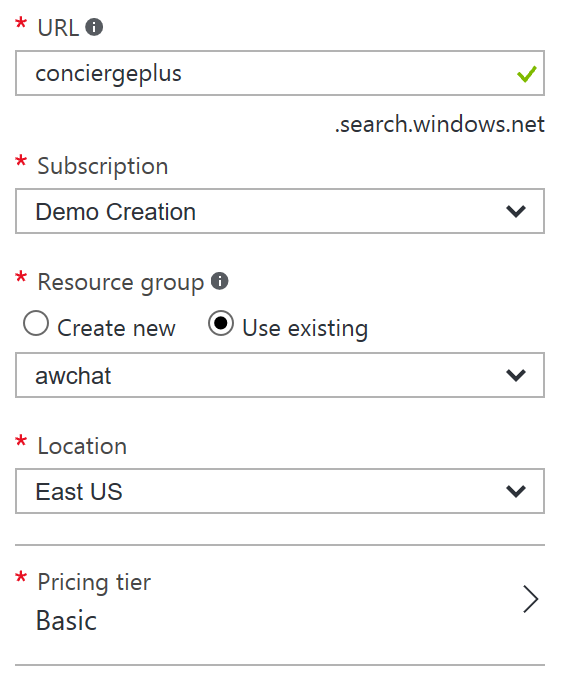 * URL
conciergeplus
.search.windows.net
* Subscription
Demo Creation
* Resource group
Create new Use existing
awchat
* Location
East US
* Pricing tier
Basic